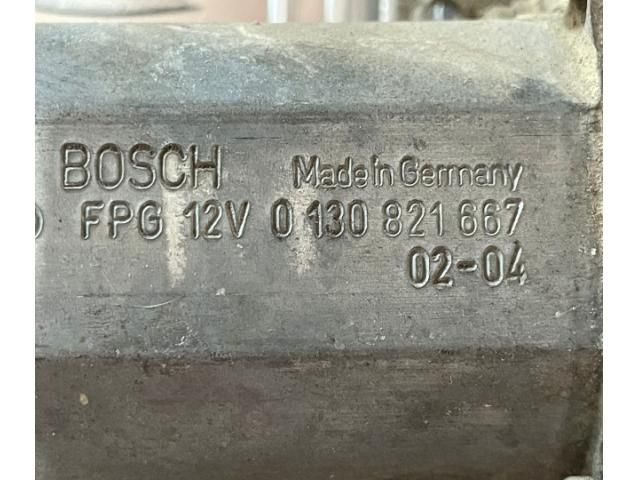 BOSCH Made in Germany
FPG 12V 0 130 821 667
02-04